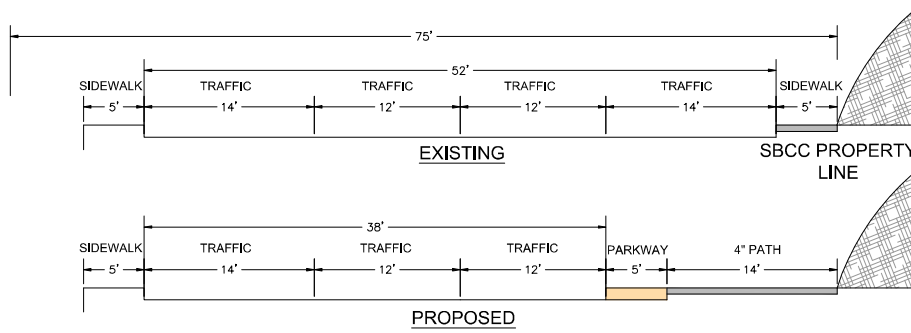 75'
52'
SIDEWALK TRAFFIC TRAFFIC TRAFFIC TRAFFIC SIDEWALK
5' 14' 12' 12' 14' 5'
EXISTING
SBCC PROPERTY
LINE
38'
SIDEWALK TRAFFIC TRAFFIC TRAFFIC PARKWAY 4" PATH
5' 14' 12' 12' 5' 14'
PROPOSED